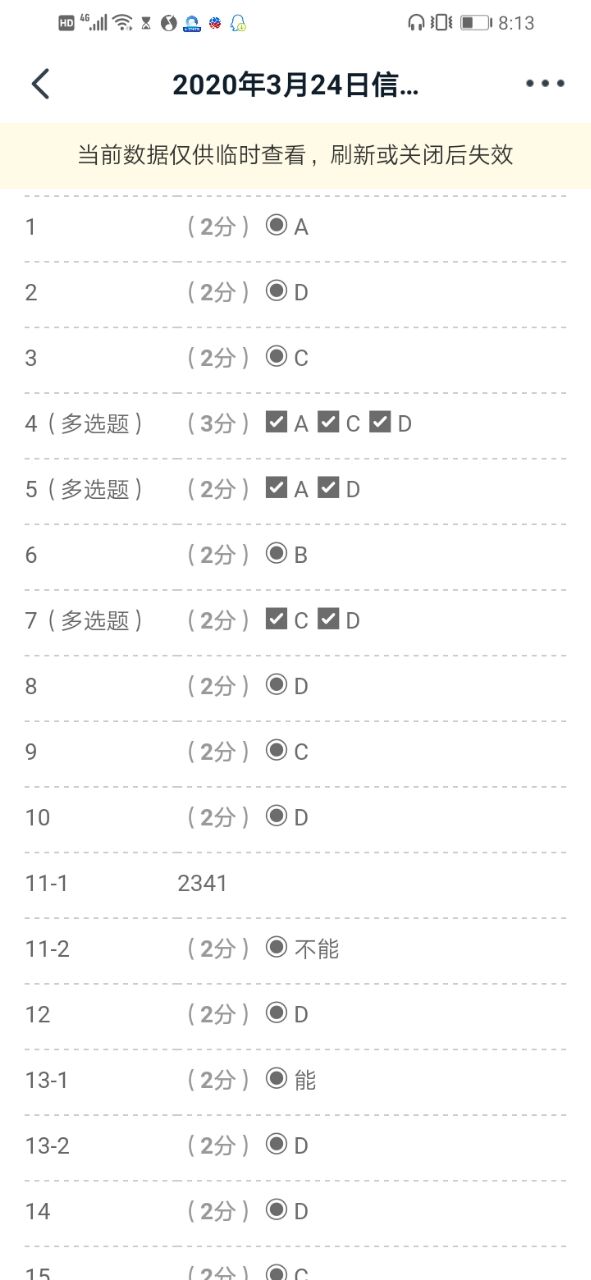 HD 4G 8:13
2020年3月24日信...
当前数据仅供临时查看，刷新或关闭后失效
1 （2分） A
2 （2分） D
3 （2分） C
4（多选题） （3分） A C D
5（多选题） （2分） A D
6 （2分） B
7（多选题） （2分） C D
8 （2分） D
9 （2分） C
10 （2分） D
11-1 2341
11-2 （2分） 不能
12 （2分） D
13-1 （2分） 能
13-2 （2分） D
14 （2分） D
15 （2分） C